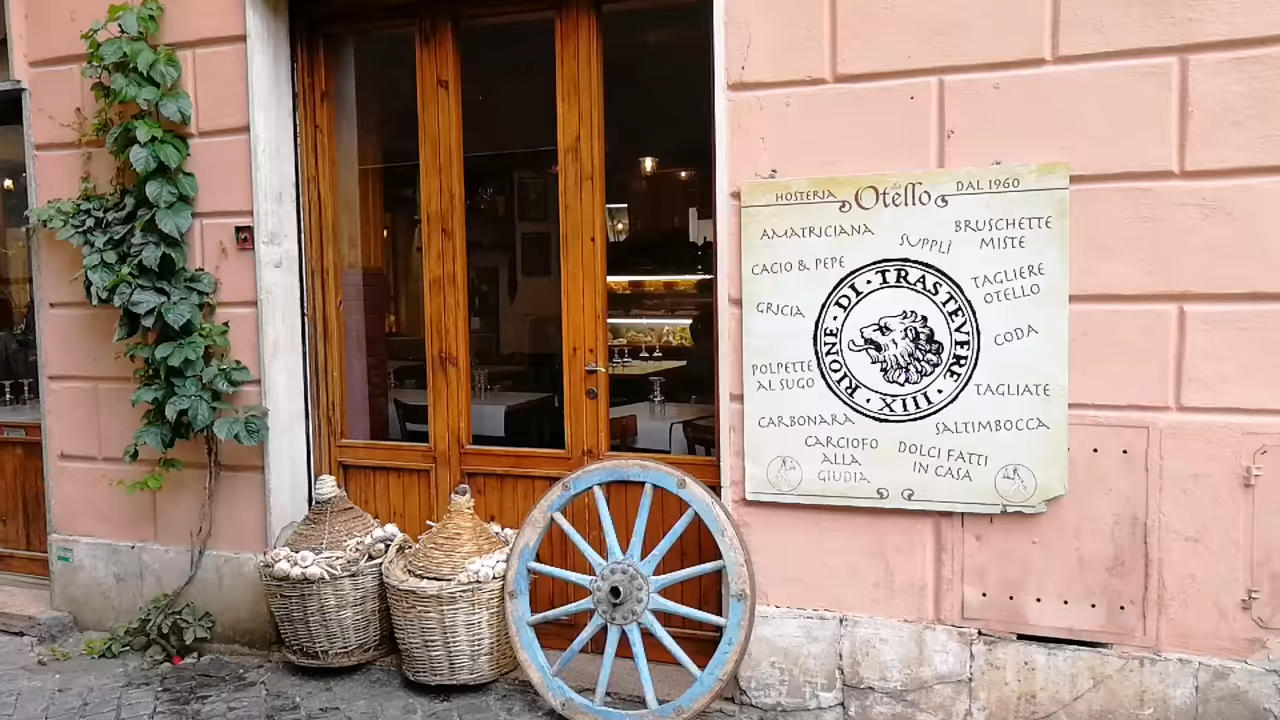 HOSTERIA da Otello DAL 1960
AMATRICIANA
SUPPLÌ
BRUSCHETTE
MISTE
CACIO & PEPE
TAGLIERE
OTELLO
GRICIA
RIONE · DI · TRASTEVERE · XIII ·
CODA
POLPETTE
AL SUGO
TAGLIATE
CARBONARA
SALTIMBOCCA
CARCIOFO
ALLA
GIUDIA
DOLCI FATTI
IN CASA